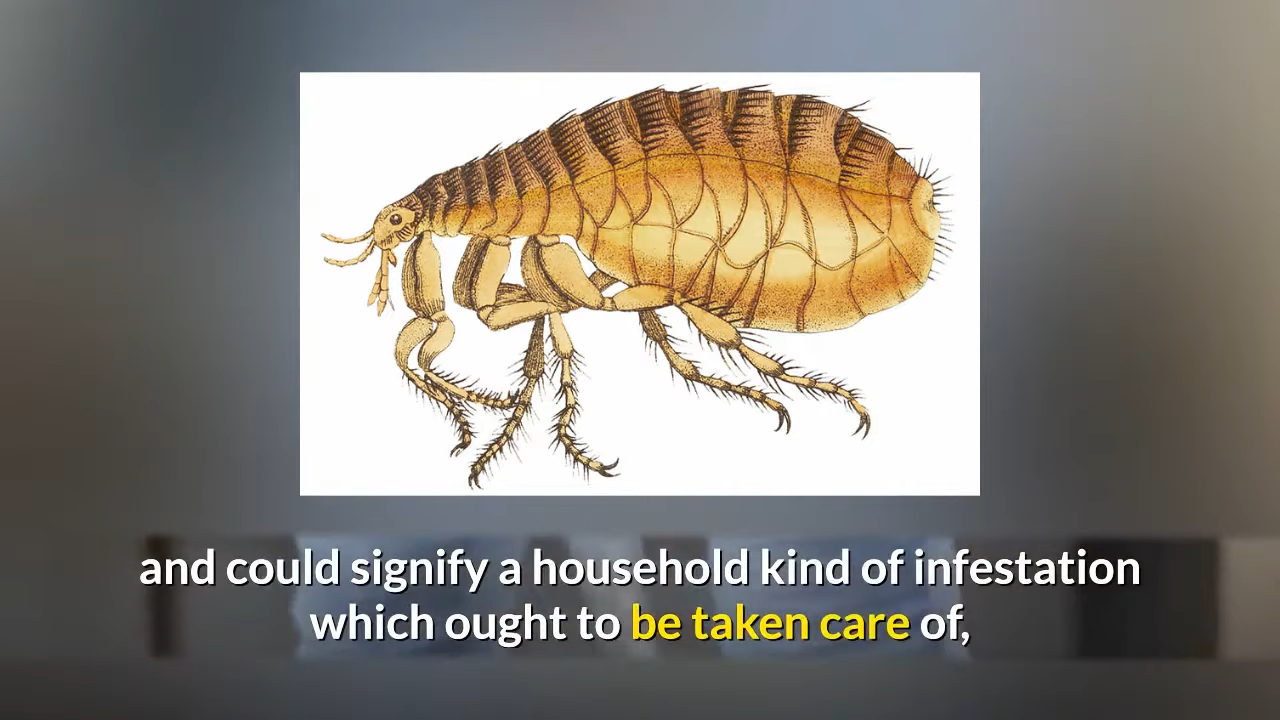 and could signify a household kind of infestation
which ought to be taken care of,